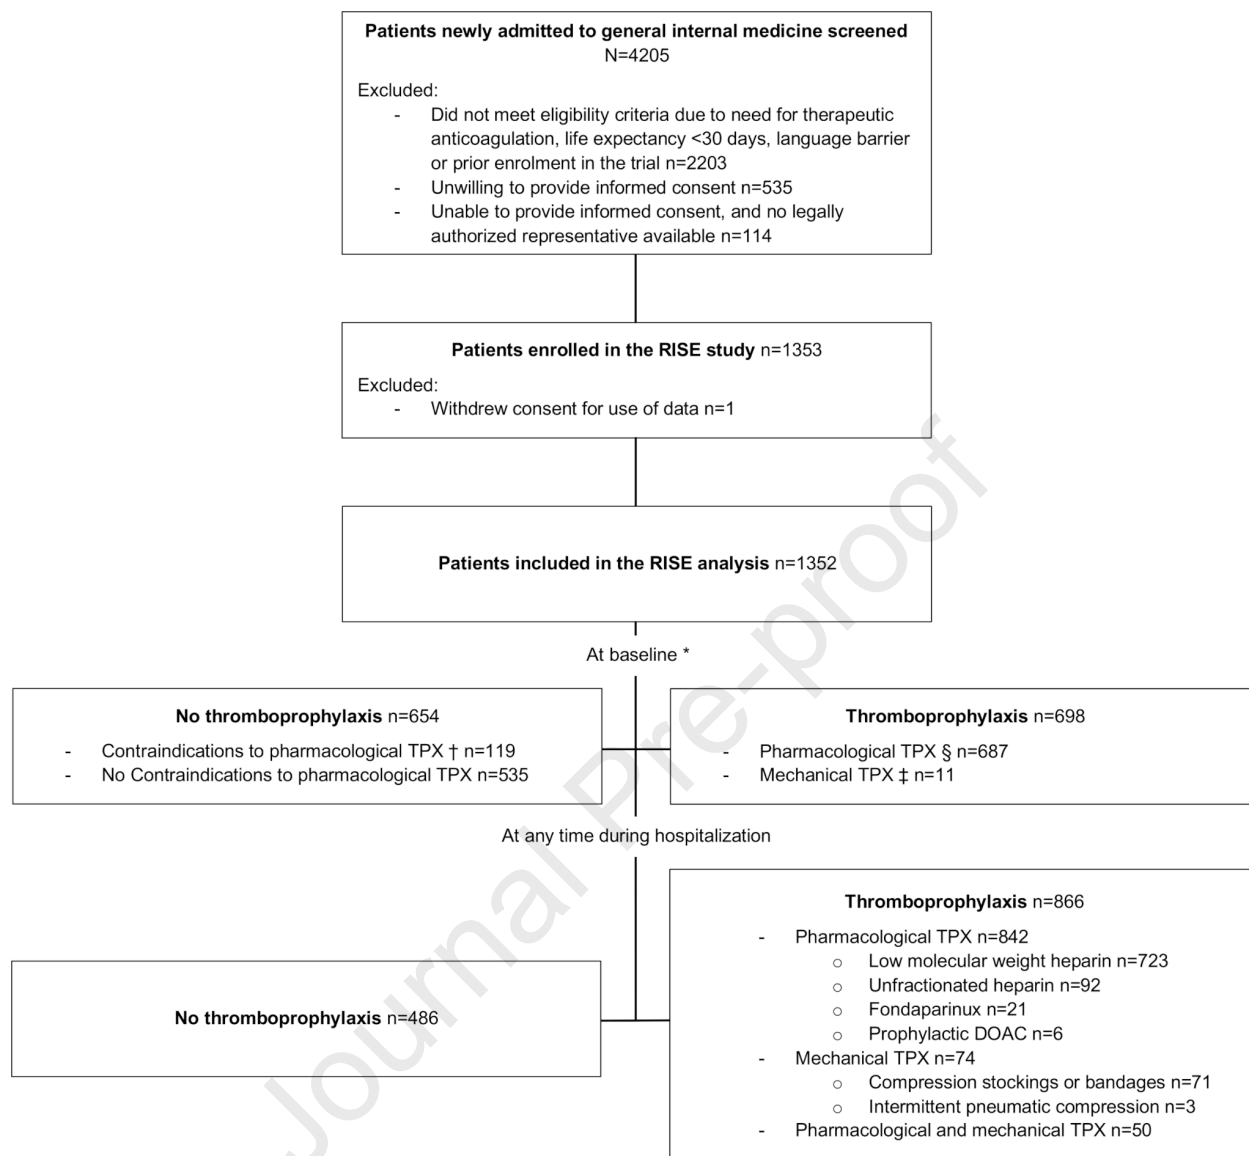 Patients newly admitted to general internal medicine screened
N=4205
Excluded:
- Did not meet eligibility criteria due to need for therapeutic
anticoagulation, life expectancy <30 days, language barrier
or prior enrolment in the trial n=2203
- Unwilling to provide informed consent n=535
- Unable to provide informed consent, and no legally
authorized representative available n=114
Patients enrolled in the RISE study n=1353
Excluded:
- Withdrew consent for use of data n=1
Patients included in the RISE analysis n=1352
At baseline *
No thromboprophylaxis n=654
- Contraindications to pharmacological TPX † n=119
- No Contraindications to pharmacological TPX n=535
Thromboprophylaxis n=698
- Pharmacological TPX § n=687
- Mechanical TPX ‡ n=11
At any time during hospitalization
No thromboprophylaxis n=486
Thromboprophylaxis n=866
- Pharmacological TPX n=842
o Low molecular weight heparin n=723
o Unfractionated heparin n=92
o Fondaparinux n=21
o Prophylactic DOAC n=6
- Mechanical TPX n=74
o Compression stockings or bandages n=71
o Intermittent pneumatic compression n=3
- Pharmacological and mechanical TPX n=50
Journal Pre-proof